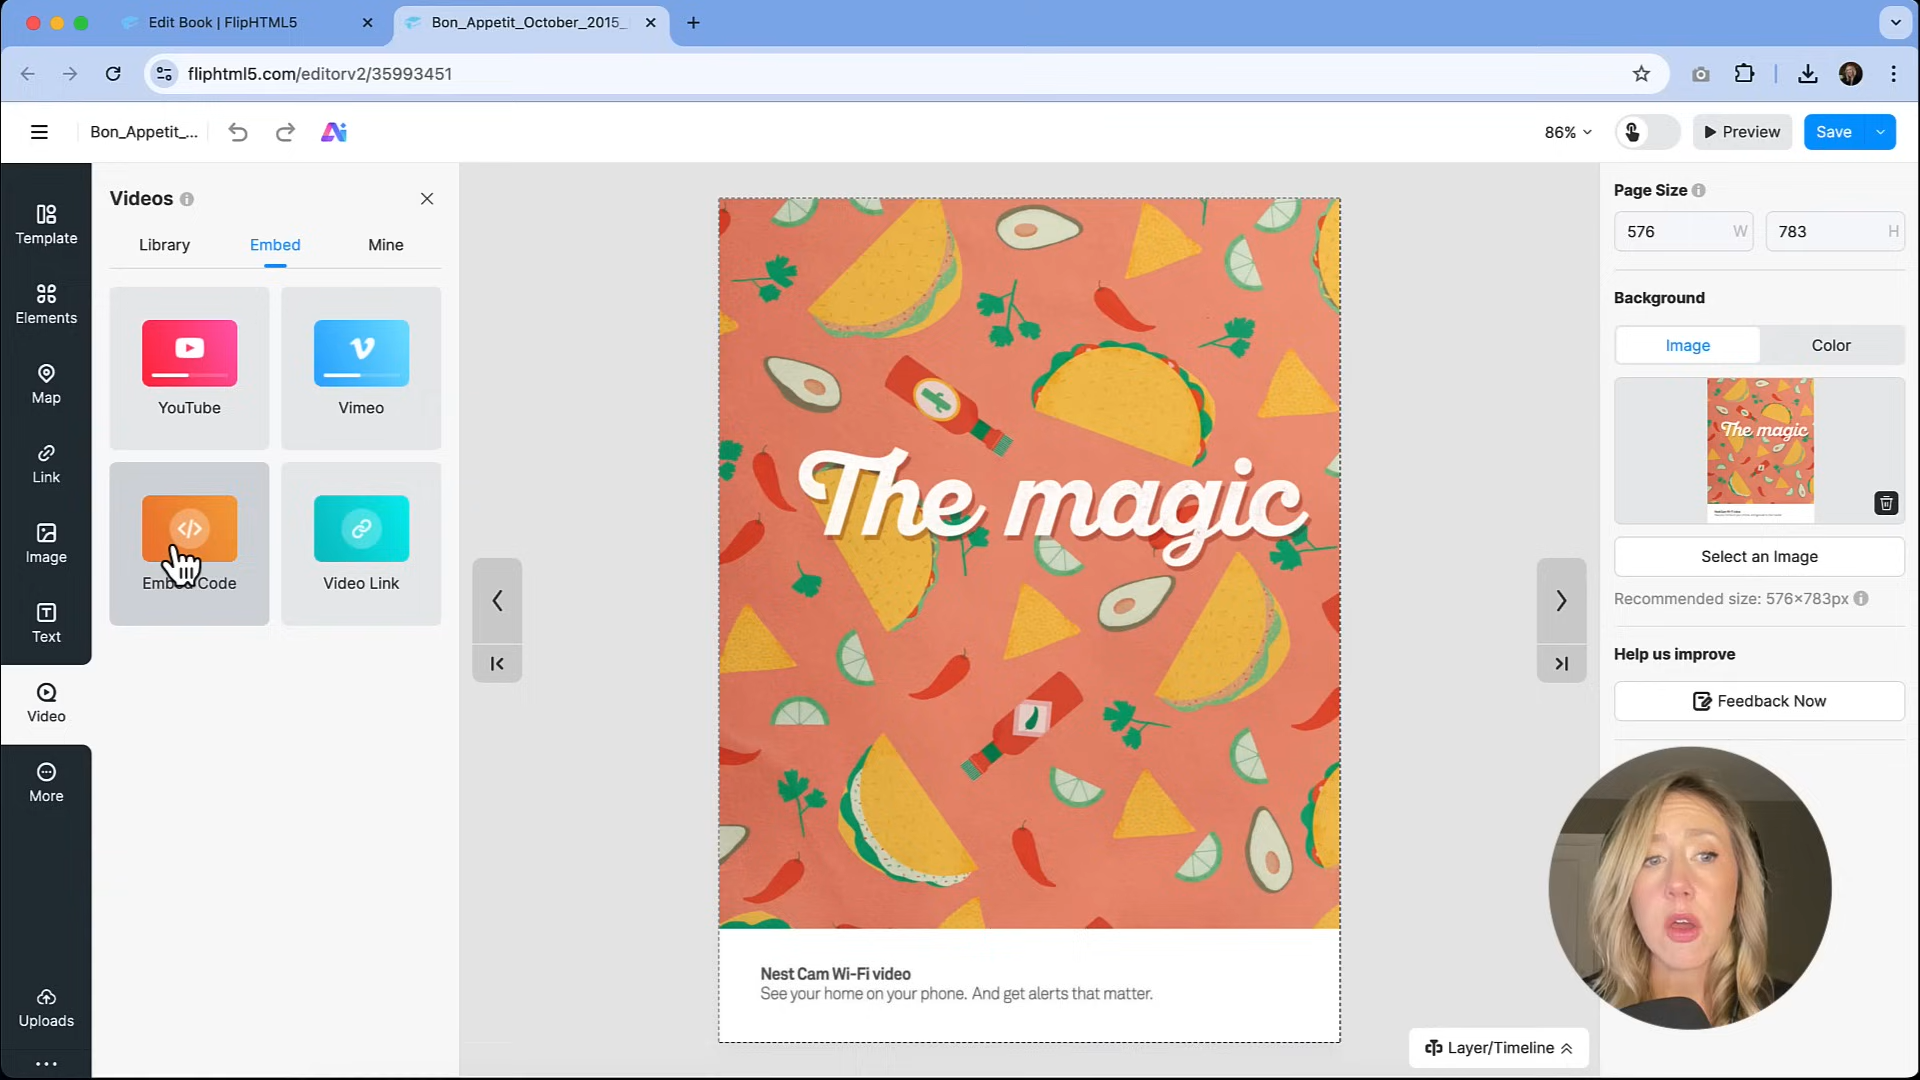 Edit Book | FlipHTML5
Bon_Appetit_October_2015_
fliphtml5.com/editorv2/35993451
Bon_Appetit_...
Ai
86%
Preview
Save
Template
Elements
Map
Link
Image
Text
Video
More
Uploads
Videos
Library
Embed
Mine
YouTube
Vimeo
Embed Code
Video Link
The magic
Nest Cam Wi-Fi video
See your home on your phone. And get alerts that matter.
Layer/Timeline
Page Size
576 W
783 H
Background
Image
Color
The magic
Select an Image
Recommended size: 576×783px
Help us improve
Feedback Now